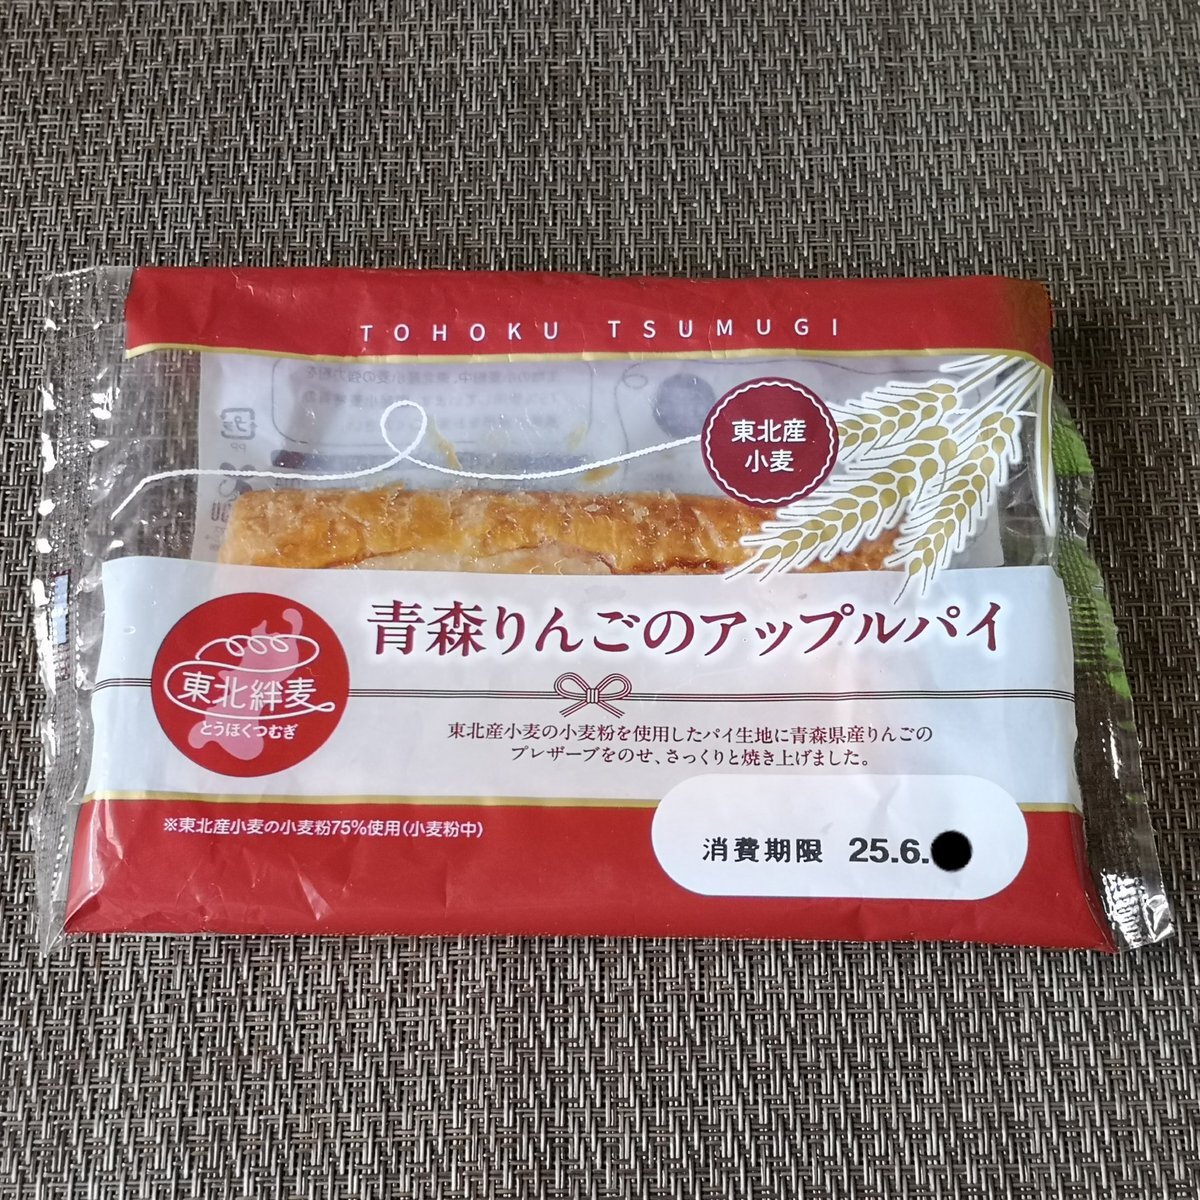 TOHOKU TSUMUGI
東北産
小麦
プラ
PP
青森りんごのアップルパイ
東北絆麦
とうほくつむぎ
東北産小麦の小麦粉を使用したパイ生地に青森県産りんごの
プレザーブをのせ、さっくりと焼き上げました。
※東北産小麦の小麦粉75%使用(小麦粉中)
消費期限 25.6.